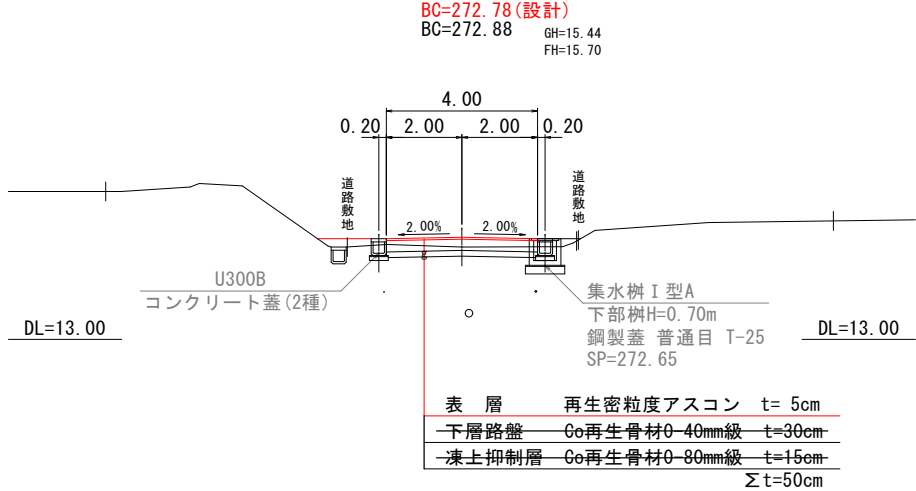 BC=272.78(設計)
BC=272.88
GH=15.44
FH=15.70
4.00
0.20 2.00 2.00 0.20
道路敷地
道路敷地
2.00% 2.00%
U300B
コンクリート蓋(2種)
集水桝Ⅰ型A
下部桝H=0.70m
鋼製蓋 普通目 T-25
SP=272.65
DL=13.00
DL=13.00
表 層 再生密粒度アスコン t= 5cm
下層路盤 Co再生骨材0-40mm級 t=30cm
凍上抑制層 Co再生骨材0-80mm級 t=15cm
Σt=50cm